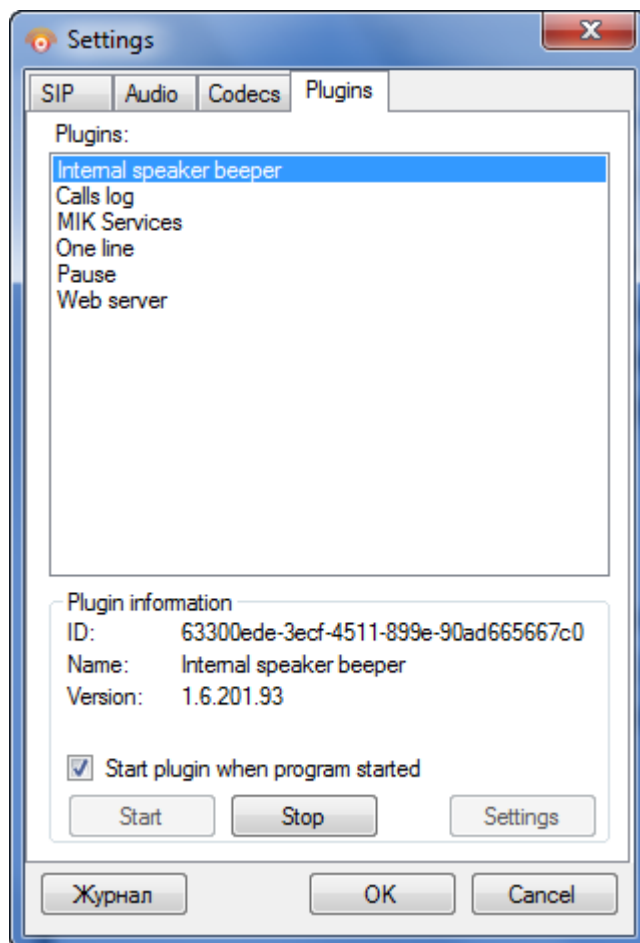 Settings
SIP Audio Codecs Plugins
Plugins:
Internal speaker beeper
Calls log
MIK Services
One line
Pause
Web server
Plugin information
ID: 63300ede-3ecf-4511-899e-90ad665667c0
Name: Internal speaker beeper
Version: 1.6.201.93
Start plugin when program started
Start Stop Settings
Журнал OK Cancel